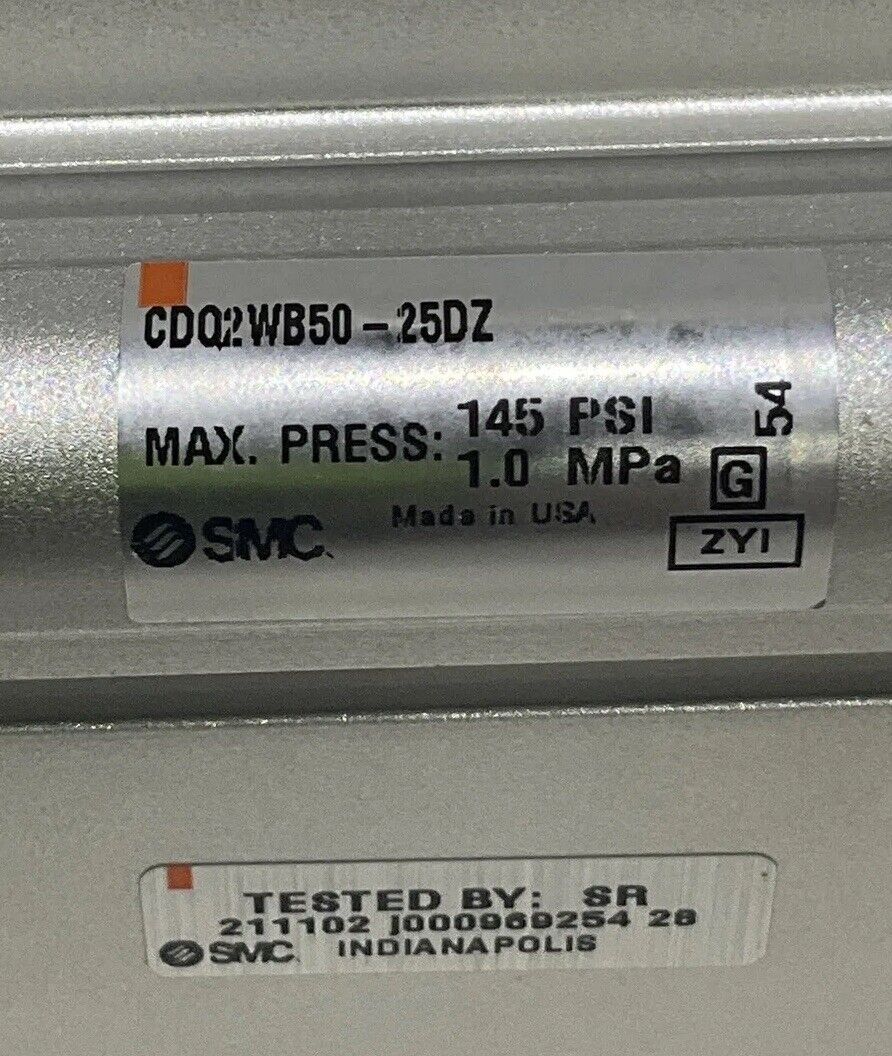 CDQ2WB50-25DZ
MAX. PRESS: 145 PSI
1.0 MPa
54
G
SMC
Made in USA
ZYI
TESTED BY: SR
211102 J000969254 28
SMC INDIANAPOLIS